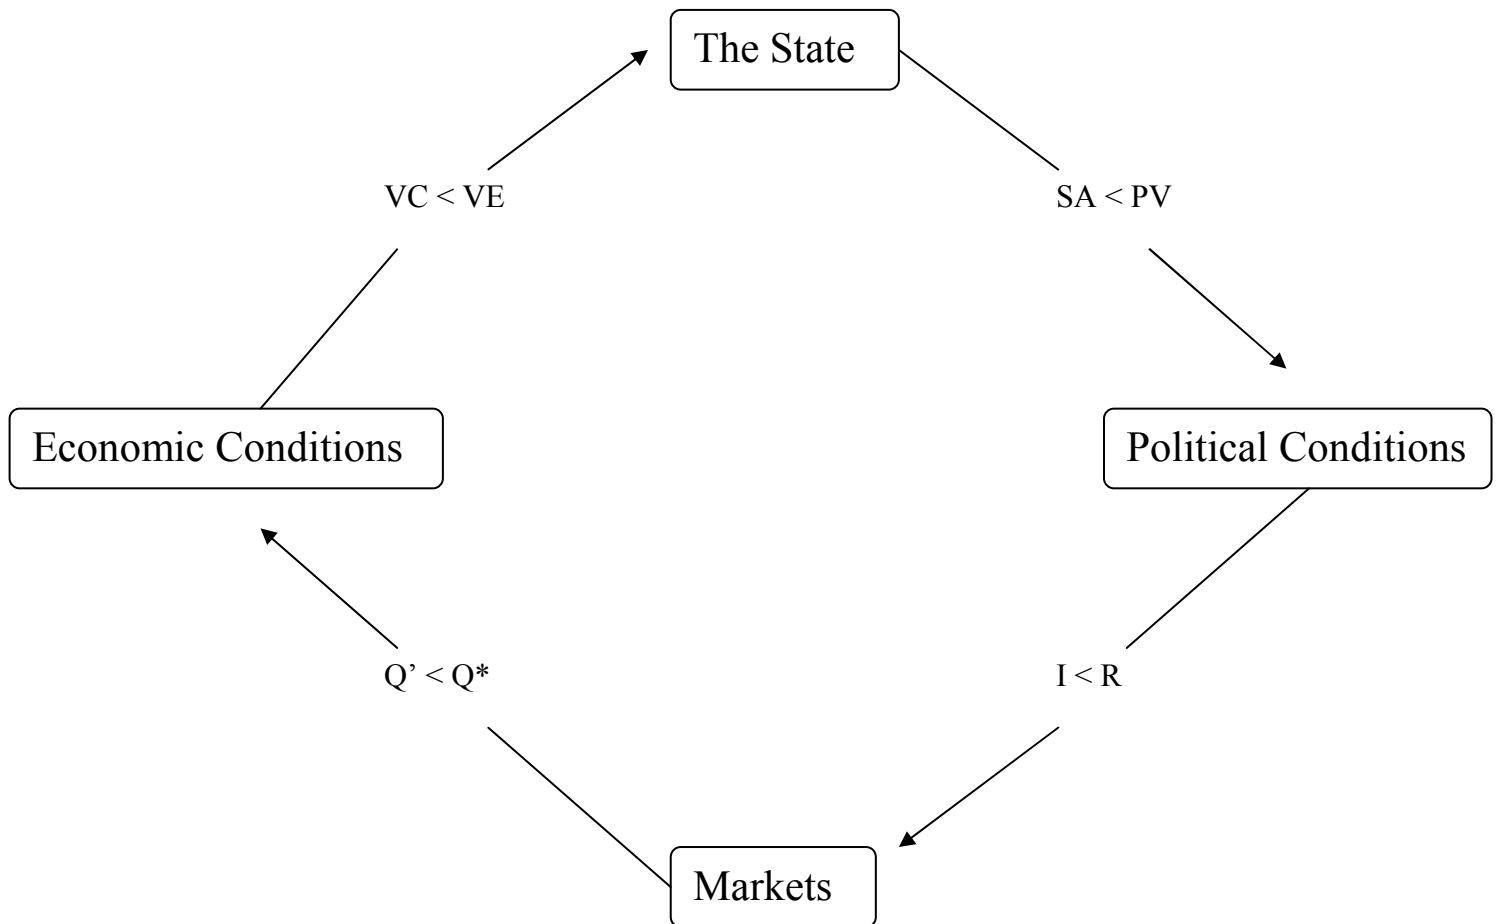 The State
VC < VE
SA < PV
Economic Conditions
Political Conditions
Q’ < Q*
I < R
Markets